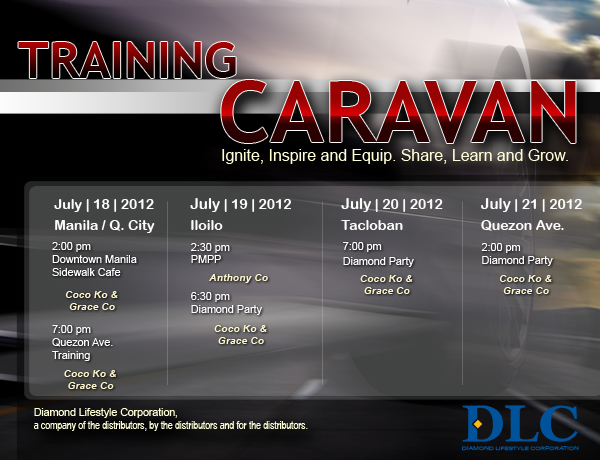 TRAINING
CARAVAN
Ignite, Inspire and Equip. Share, Learn and Grow.
July | 18 | 2012
Manila / Q. City
2:00 pm
Downtown Manila
Sidewalk Cafe
Coco Ko &
Grace Co
7:00 pm
Quezon Ave.
Training
Coco Ko &
Grace Co
July | 19 | 2012
Iloilo
2:30 pm
PMPP
Anthony Co
6:30 pm
Diamond Party
Coco Ko &
Grace Co
July | 20 | 2012
Tacloban
7:00 pm
Diamond Party
Coco Ko &
Grace Co
July | 21 | 2012
Quezon Ave.
2:00 pm
Diamond Party
Coco Ko &
Grace Co
Diamond Lifestyle Corporation,
a company of the distributors, by the distributors and for the distributors.
DLC
DIAMOND LIFESTYLE CORPORATION